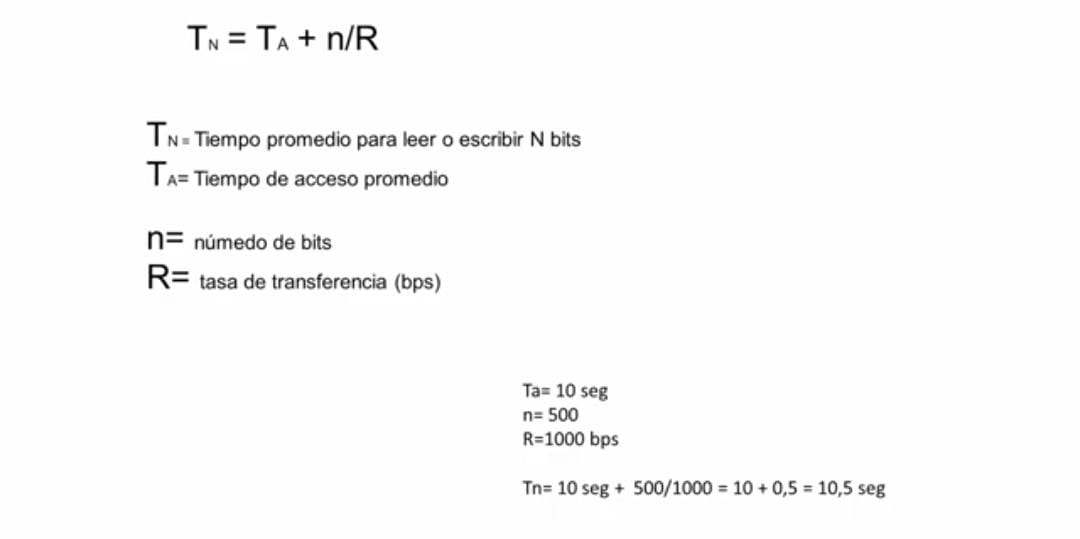 TN = TA + n/R
TN= Tiempo promedio para leer o escribir N bits
TA= Tiempo de acceso promedio
n= númedo de bits
R= tasa de transferencia (bps)
Ta= 10 seg
n= 500
R=1000 bps
Tn= 10 seg + 500/1000 = 10 + 0,5 = 10,5 seg